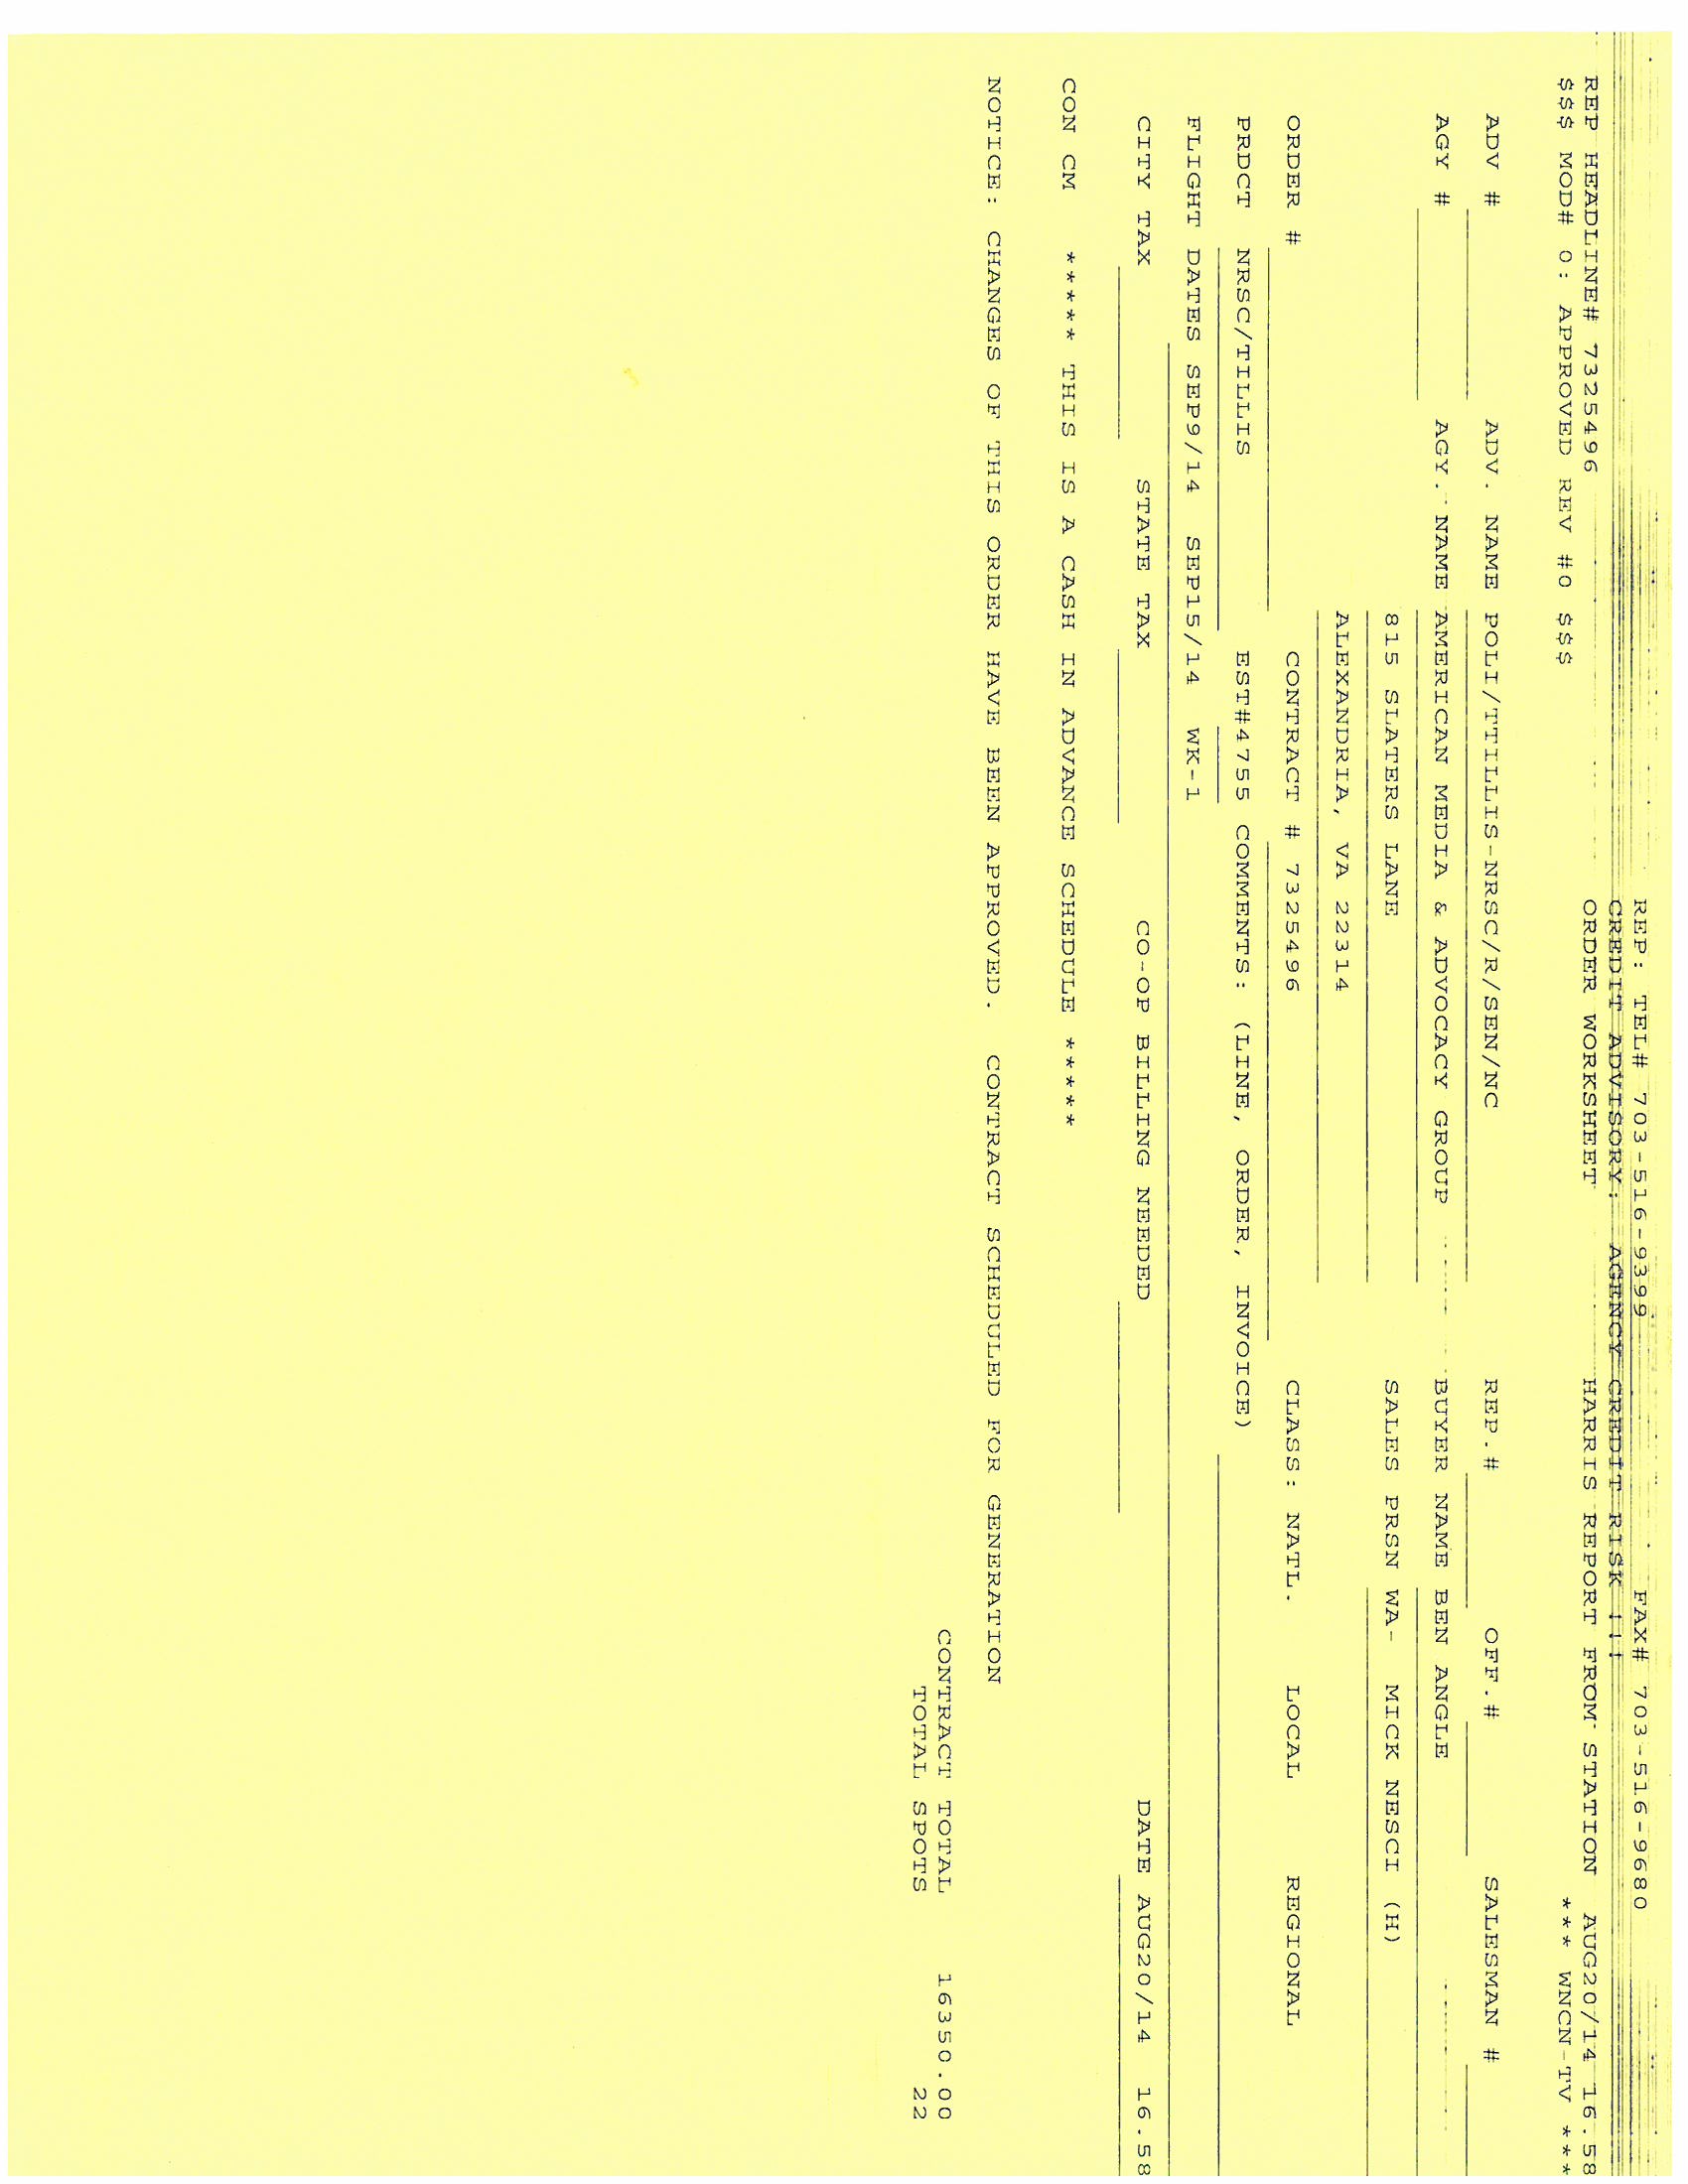 REP: TEL# 703-516-9399 FAX# 703-516-9680
CREDIT ADVISORY: AGENCY CREDIT RISK !!!
REP HEADLINE# 7325496 ORDER WORKSHEET HARRIS REPORT FROM STATION AUG20/14 16.58
$$$ MOD# 0: APPROVED REV #0 $$$ *** WNCN-TV ***
ADV # ADV. NAME POLI/TTILLIS-NRSC/R/SEN/NC REP.# OFF.# SALESMAN #
AGY # AGY. NAME AMERICAN MEDIA & ADVOCACY GROUP BUYER NAME BEN ANGLE
815 SLATERS LANE SALES PRSN WA- MICK NESCI (H)
ALEXANDRIA, VA 22314
ORDER # CONTRACT # 7325496 CLASS: NATL. LOCAL REGIONAL
PRDCT NRSC/TILLIS EST#4755 COMMENTS: (LINE, ORDER, INVOICE)
FLIGHT DATES SEP9/14 SEP15/14 WK-1
CITY TAX STATE TAX CO-OP BILLING NEEDED DATE AUG20/14 16.58
CON CM ***** THIS IS A CASH IN ADVANCE SCHEDULE *****
NOTICE: CHANGES OF THIS ORDER HAVE BEEN APPROVED. CONTRACT SCHEDULED FOR GENERATION
CONTRACT TOTAL 16350.00
TOTAL SPOTS 22